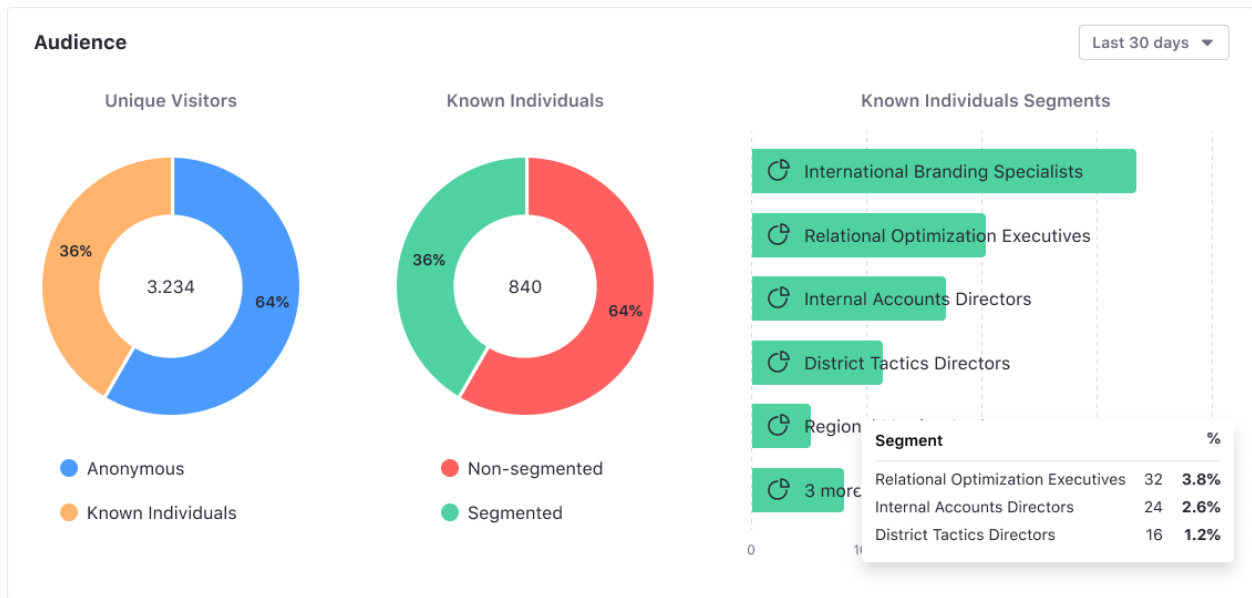 Audience
Last 30 days
Unique Visitors
36%
3.234
64%
Anonymous
Known Individuals
Known Individuals
36%
840
64%
Non-segmented
Segmented
Known Individuals Segments
International Branding Specialists
Relational Optimization Executives
Internal Accounts Directors
District Tactics Directors
3 more
0
Segment %
Relational Optimization Executives 32 3.8%
Internal Accounts Directors 24 2.6%
District Tactics Directors 16 1.2%